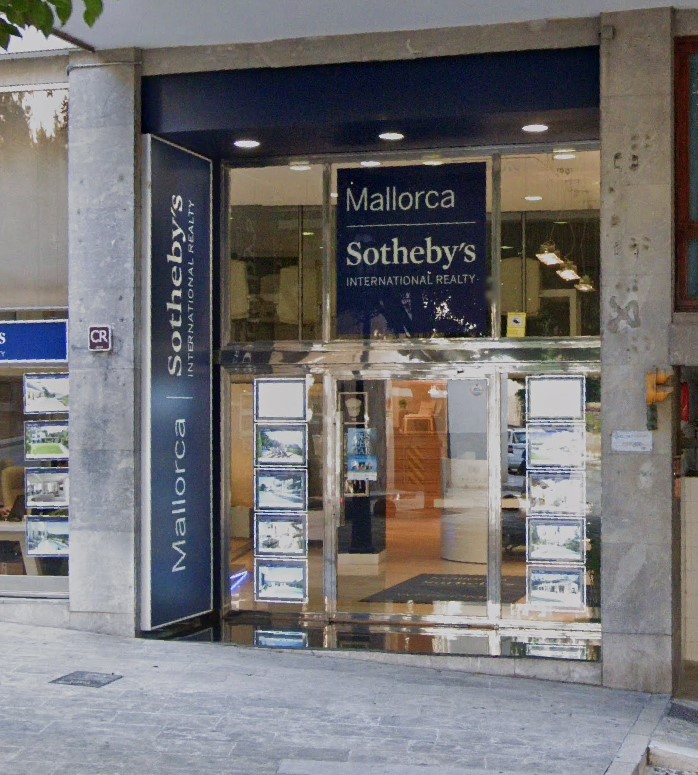 Mallorca
Sotheby's
INTERNATIONAL REALTY
Mallorca | Sotheby's
INTERNATIONAL REALTY
CR